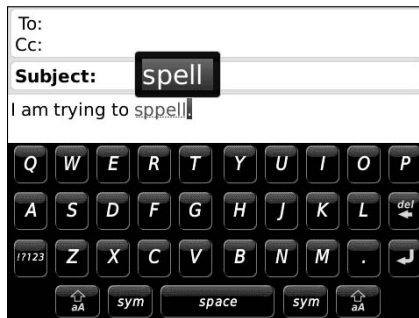 To:
Cc:
Subject:
spell
I am trying to sppell.
Q W E R T Y U I O P
A S D F G H J K L del
!?123 Z X C V B N M .
aA sym space sym aA